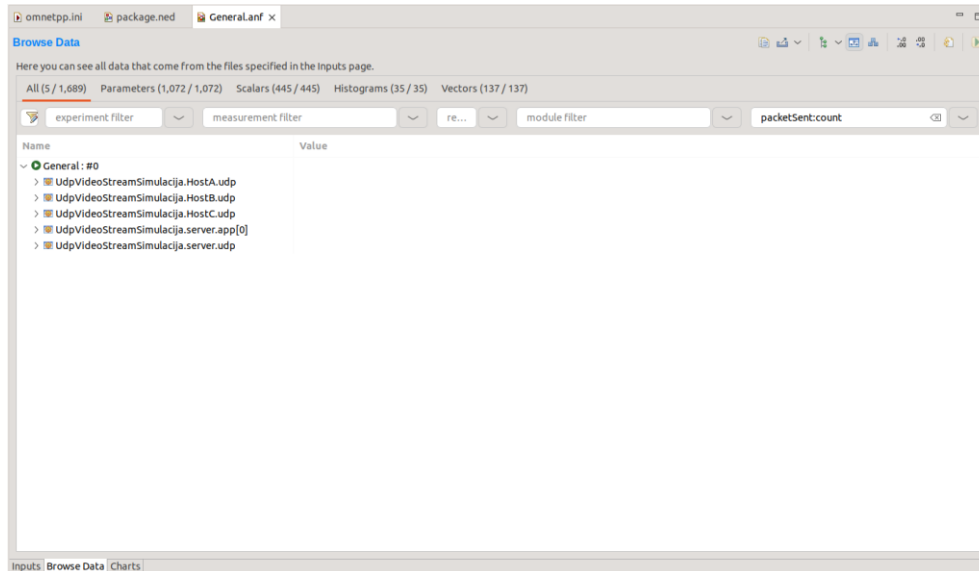 omnetpp.ini package.ned General.anf
Browse Data
Here you can see all data that come from the files specified in the Inputs page.
All (5 / 1,689) Parameters (1,072 / 1,072) Scalars (445 / 445) Histograms (35 / 35) Vectors (137 / 137)
experiment filter measurement filter re... module filter packetSent:count
Name Value
General : #0
UdpVideoStreamSimulacija.HostA.udp
UdpVideoStreamSimulacija.HostB.udp
UdpVideoStreamSimulacija.HostC.udp
UdpVideoStreamSimulacija.server.app[0]
UdpVideoStreamSimulacija.server.udp
Inputs Browse Data Charts